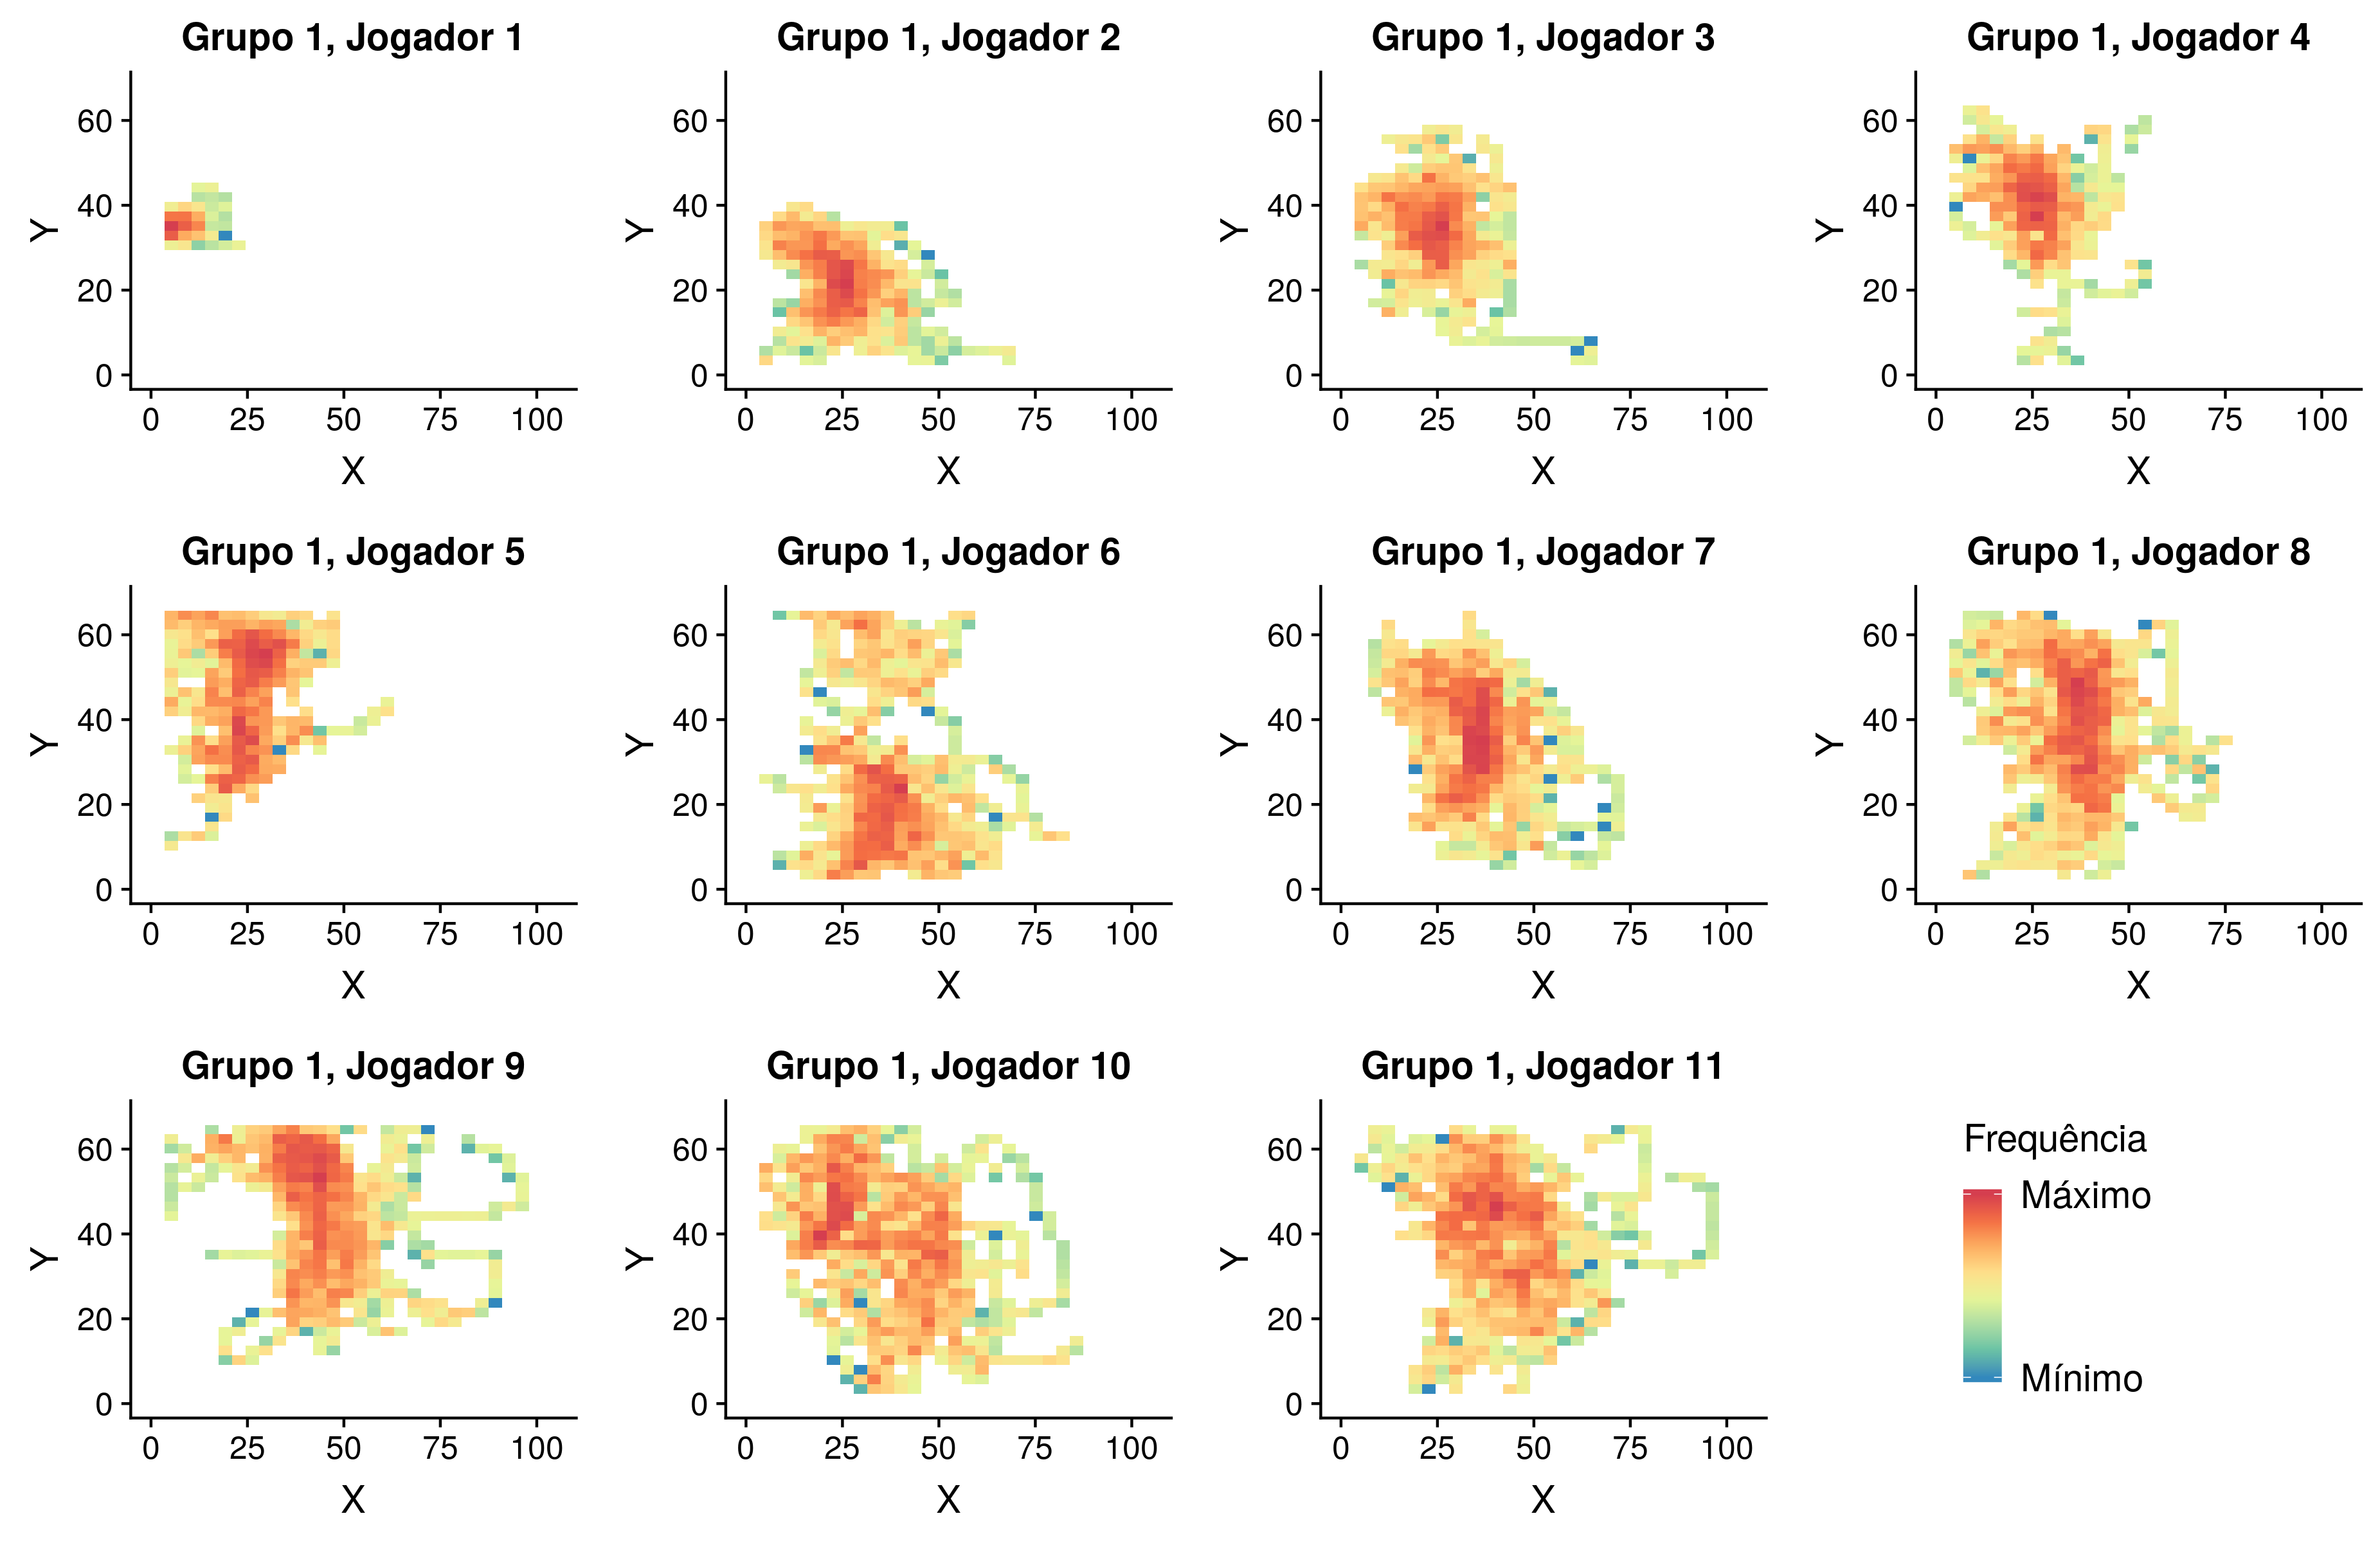 Grupo 1, Jogador 1
60
40
20
0
Y
0 25 50 75 100
X
Grupo 1, Jogador 2
60
40
20
0
Y
0 25 50 75 100
X
Grupo 1, Jogador 3
60
40
20
0
Y
0 25 50 75 100
X
Grupo 1, Jogador 4
60
40
20
0
Y
0 25 50 75 100
X
Grupo 1, Jogador 5
60
40
20
0
Y
0 25 50 75 100
X
Grupo 1, Jogador 6
60
40
20
0
Y
0 25 50 75 100
X
Grupo 1, Jogador 7
60
40
20
0
Y
0 25 50 75 100
X
Grupo 1, Jogador 8
60
40
20
0
Y
0 25 50 75 100
X
Grupo 1, Jogador 9
60
40
20
0
Y
0 25 50 75 100
X
Grupo 1, Jogador 10
60
40
20
0
Y
0 25 50 75 100
X
Grupo 1, Jogador 11
60
40
20
0
Y
0 25 50 75 100
X
Frequência
Máximo
Mínimo